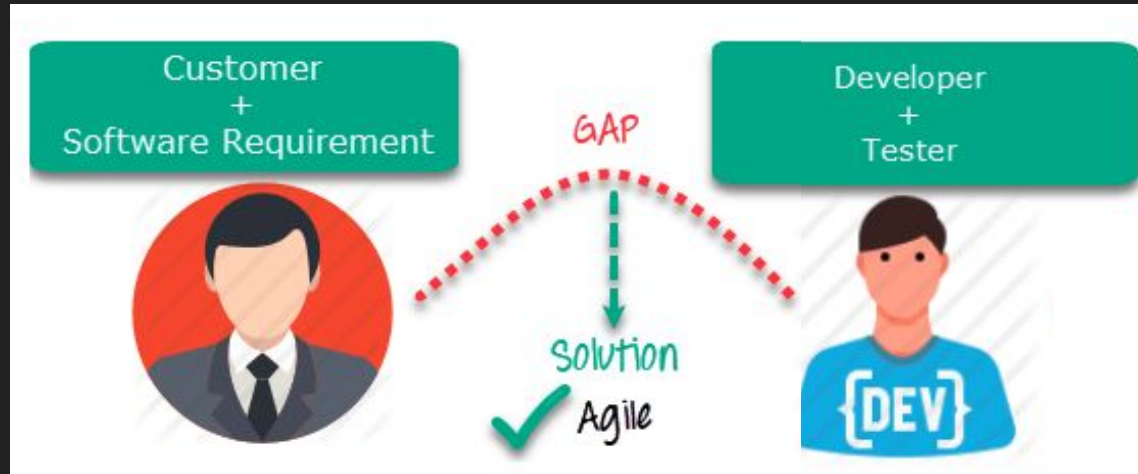 Customer
+
Software Requirement
GAP
Developer
+
Tester
Solution
Agile
{DEV}